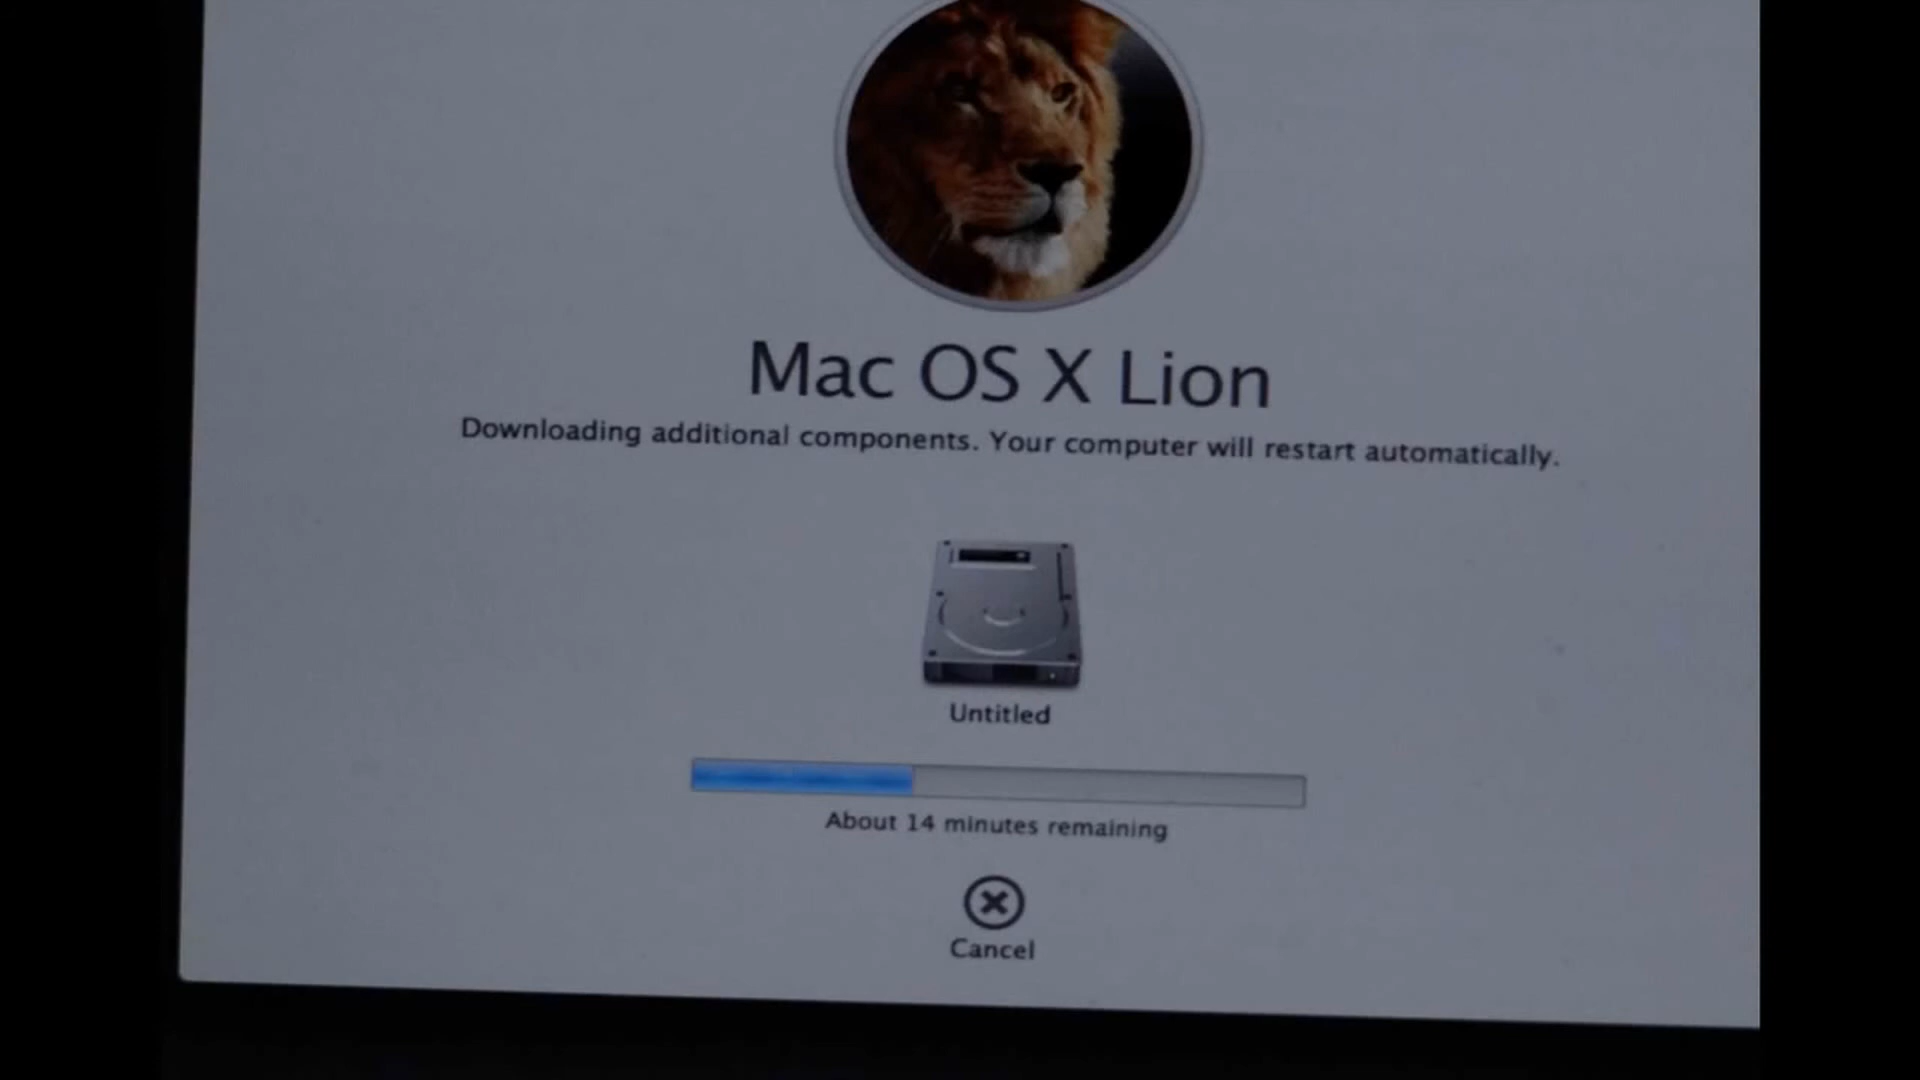 Mac OS X Lion
Downloading additional components. Your computer will restart automatically.
Untitled
About 14 minutes remaining
Cancel